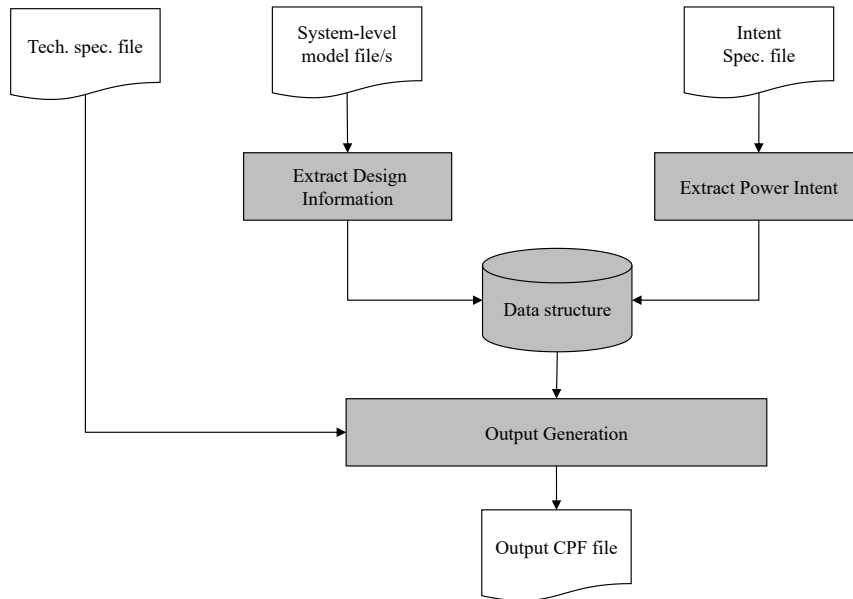 Tech. spec. file
System-level
model file/s
Intent
Spec. file
Extract Design
Information
Extract Power Intent
Data structure
Output Generation
Output CPF file